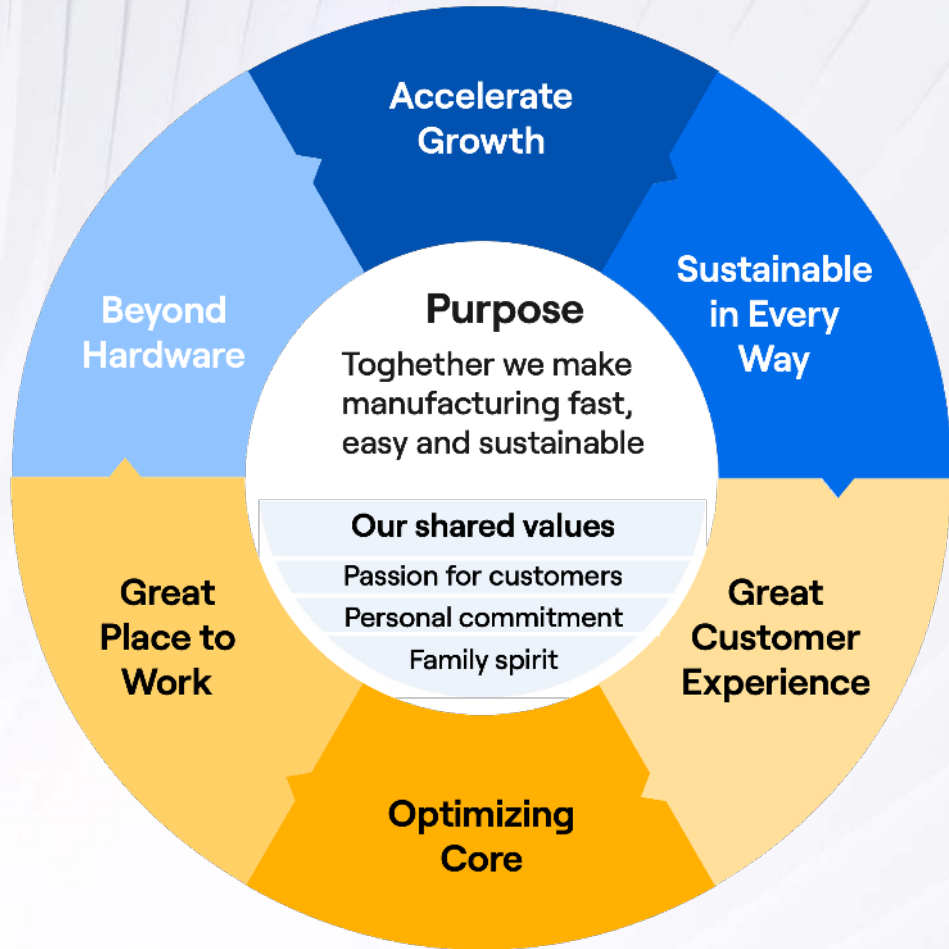 Accelerate
Growth
Sustainable
in Every
Way
Great
Customer
Experience
Optimizing
Core
Great
Place to
Work
Beyond
Hardware
Purpose
Toghether we make
manufacturing fast,
easy and sustainable
Our shared values
Passion for customers
Personal commitment
Family spirit